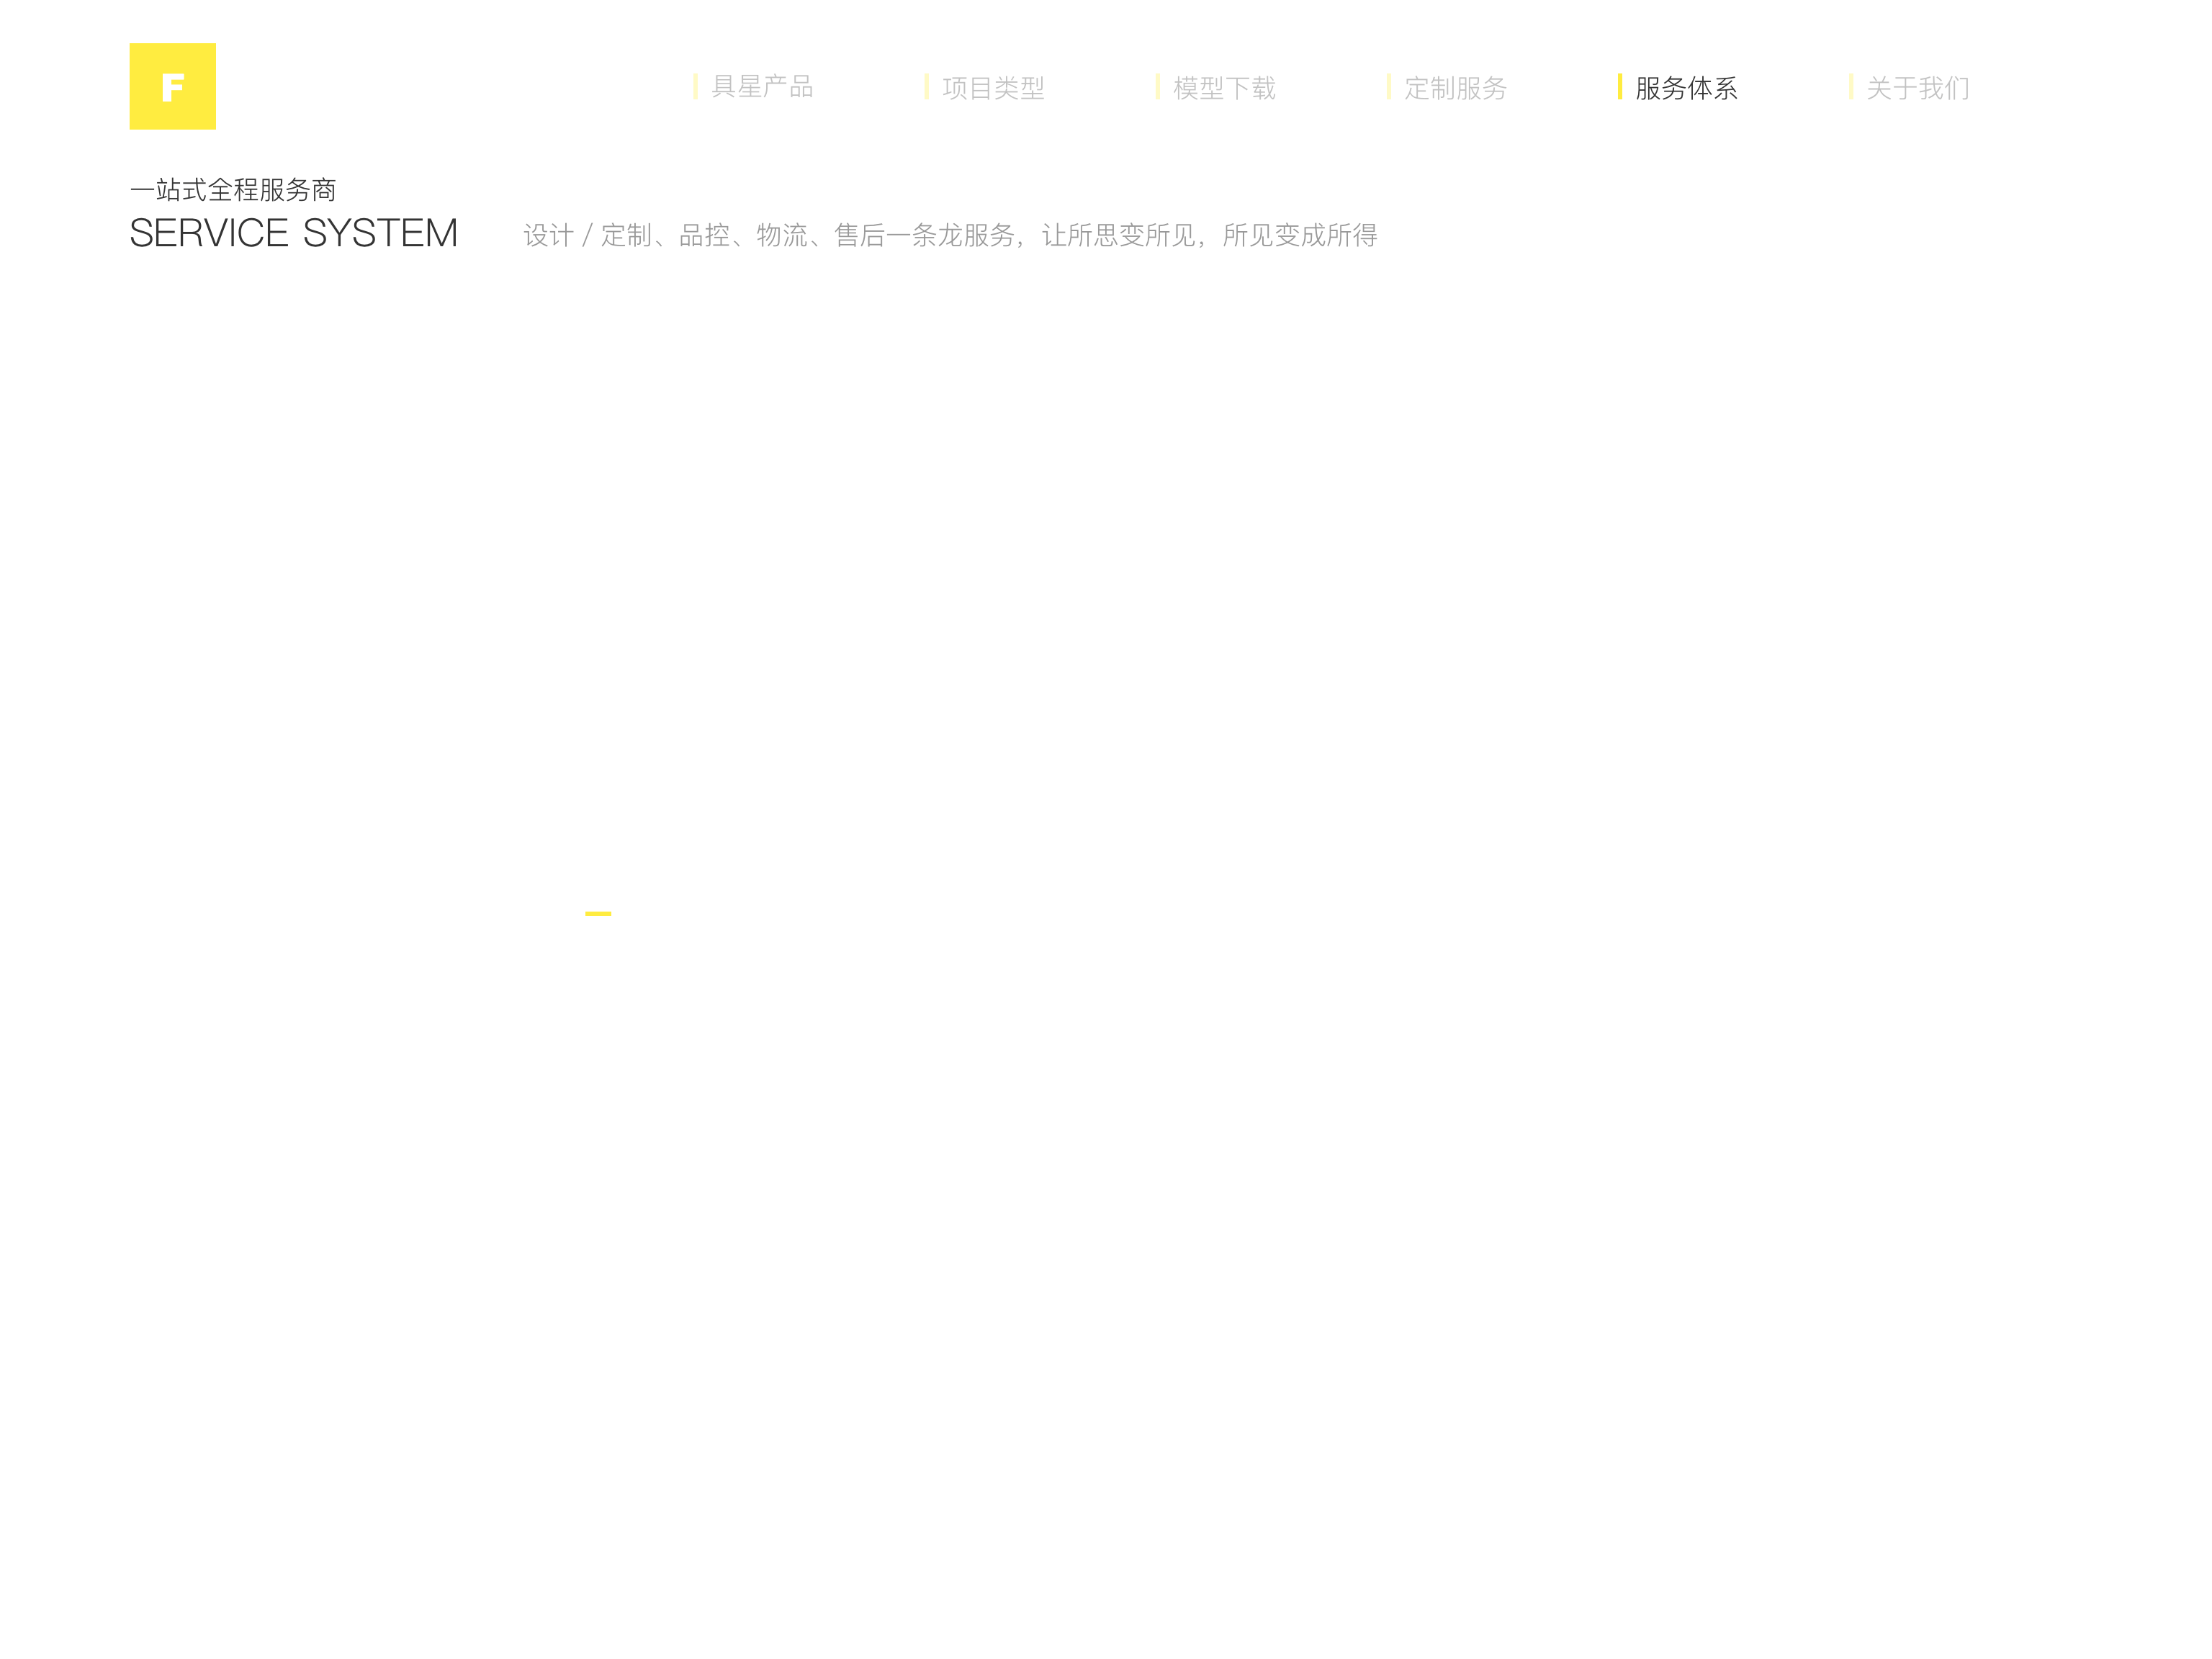 F
具星产品
项目类型
模型下载
定制服务
服务体系
关于我们
一站式全程服务商
SERVICE SYSTEM
设计 / 定制、品控、物流、售后一条龙服务，让所思变所见，所见变成所得